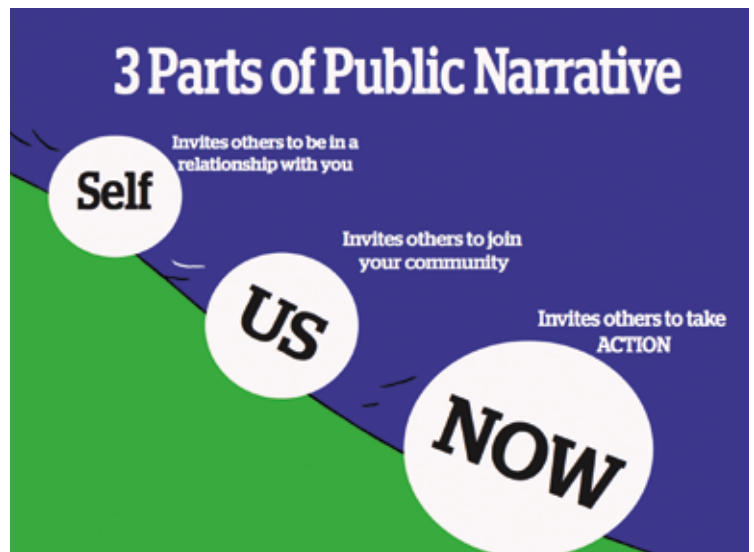 3 Parts of Public Narrative
Self
Invites others to be in a
relationship with you
US
Invites others to join
your community
NOW
Invites others to take
ACTION